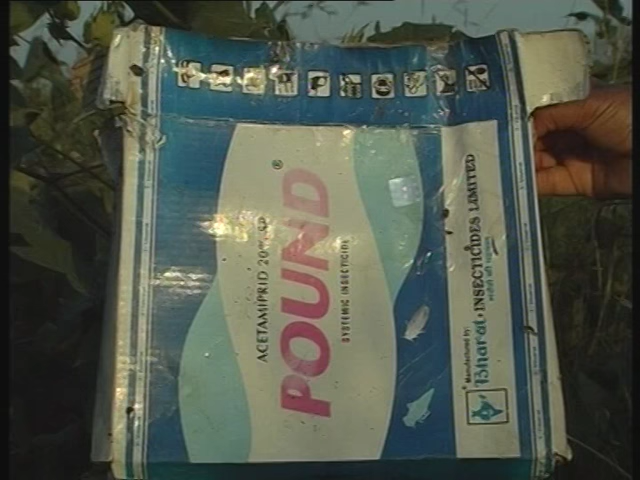 ACETAMIPRID 20% SP
POUND®
SYSTEMIC INSECTICIDE
Manufactured by:
Bharat INSECTICIDES LIMITED